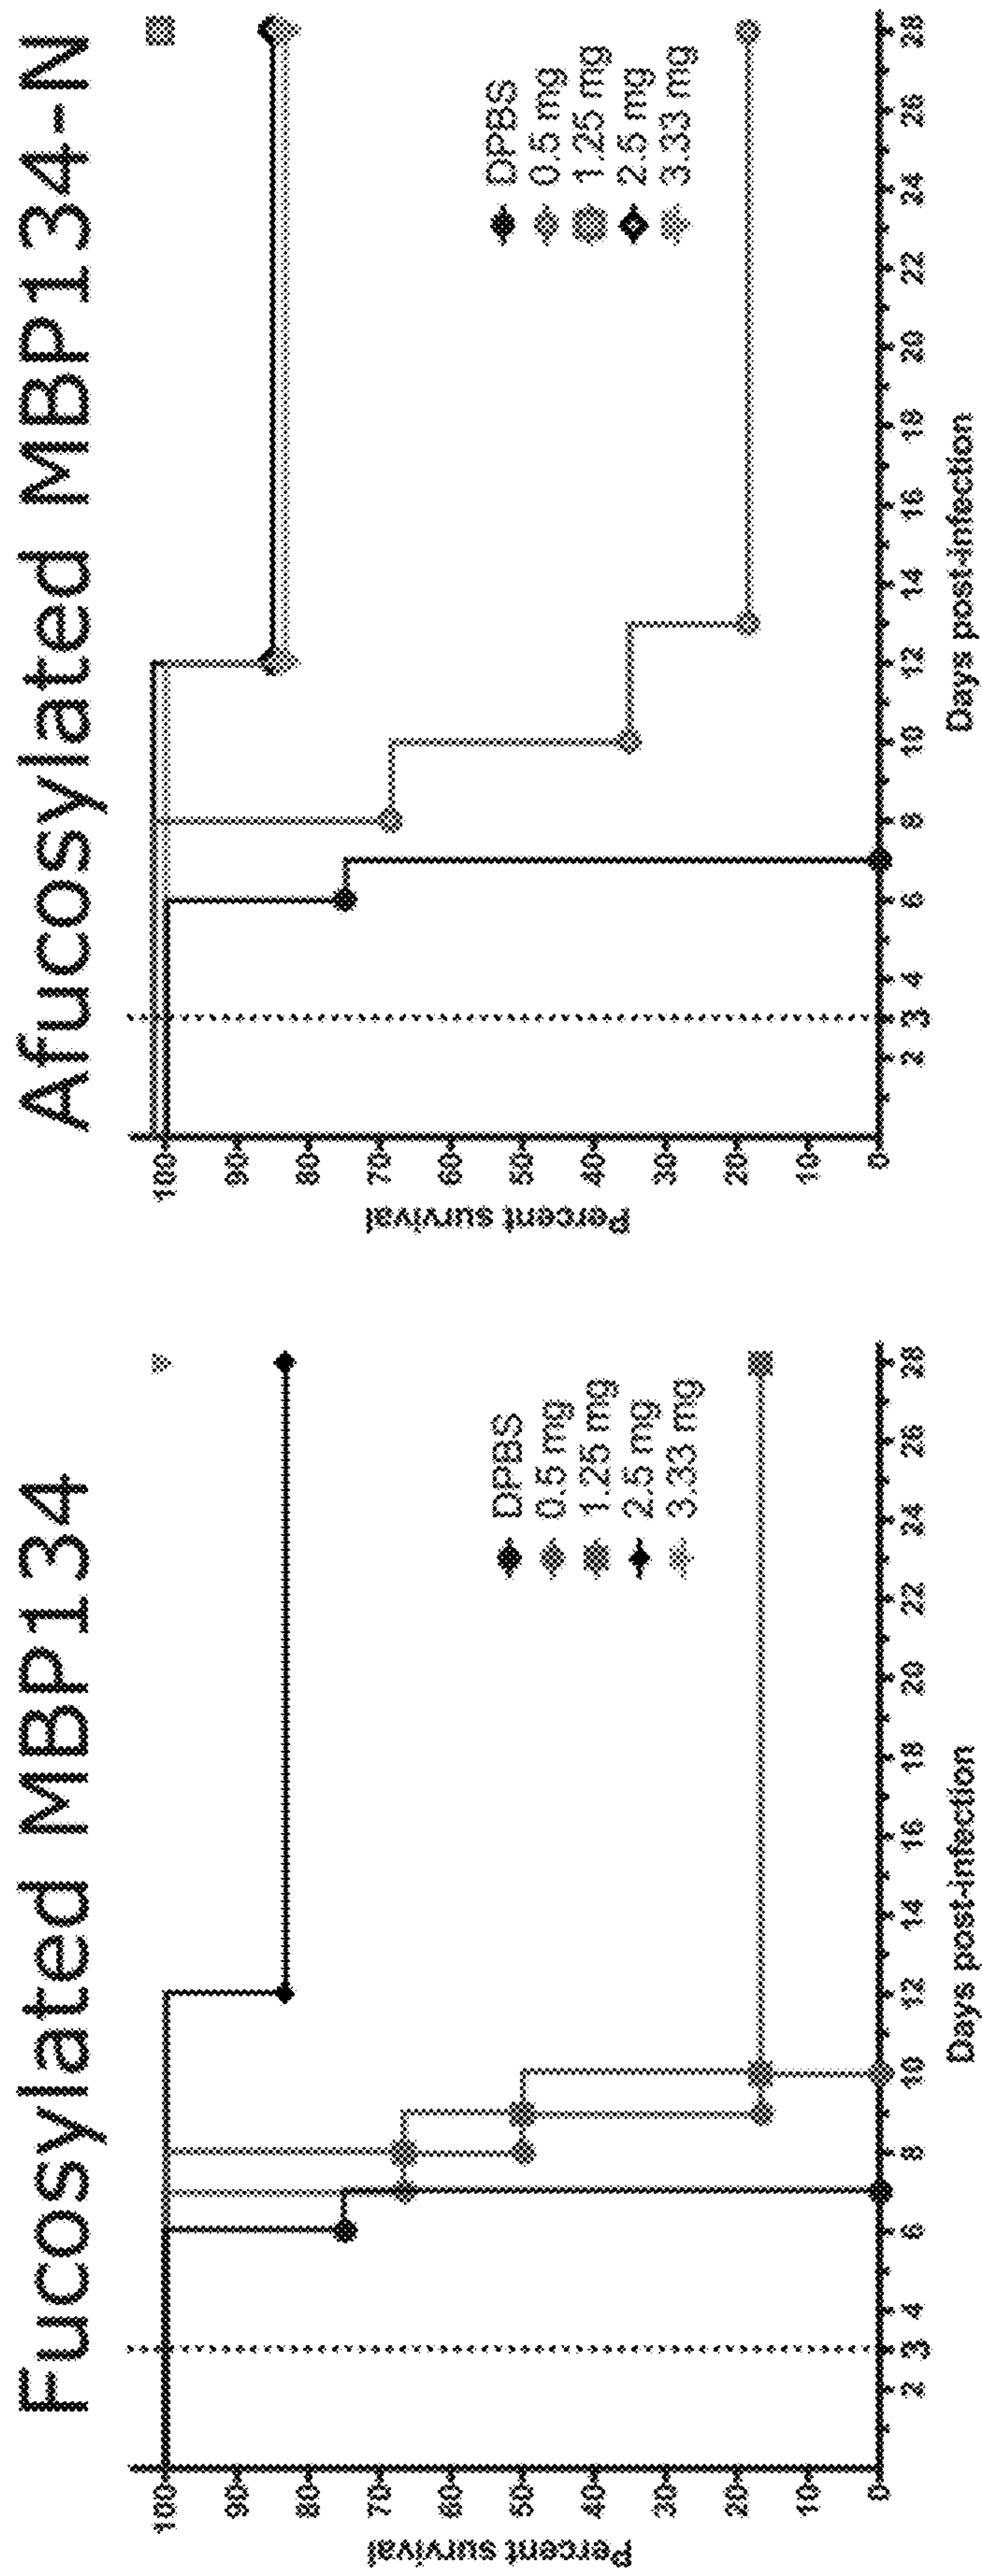 Fucosylated MBP134
Percent survival
100
90
80
70
60
50
40
30
20
10
0
2 3 4 6 8 10 12 14 16 18 20 22 24 26 28
Days post-infection
DPBS
0.5 mg
1.25 mg
2.5 mg
3.33 mg
Afucosylated MBP134-N
Percent survival
100
90
80
70
60
50
40
30
20
10
0
2 3 4 6 8 10 12 14 16 18 20 22 24 26 28
Days post-infection
DPBS
0.5 mg
1.25 mg
2.5 mg
3.33 mg